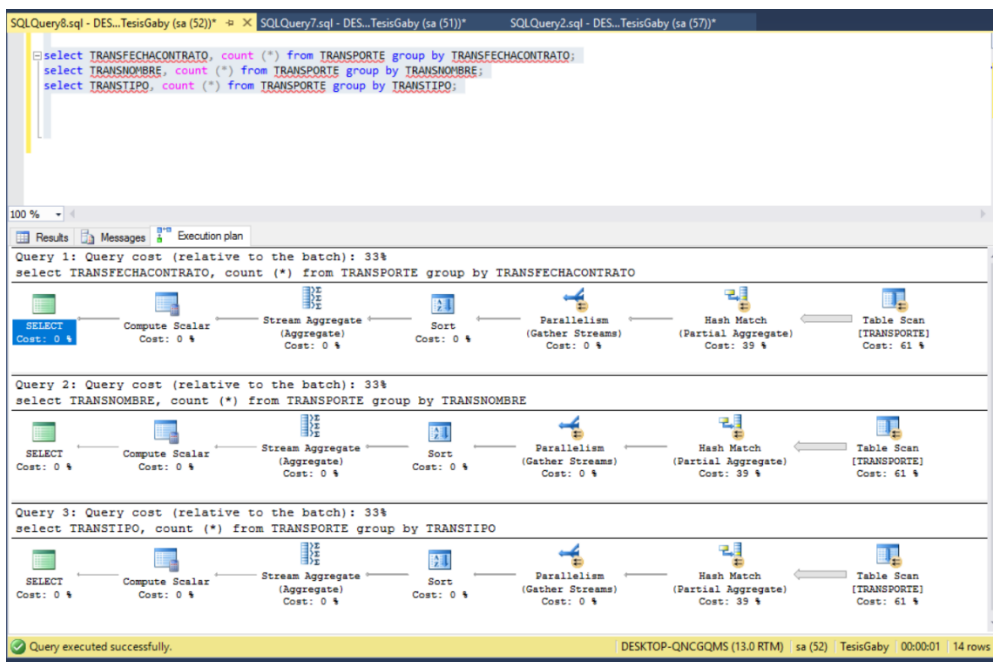 SQLQuery8.sql - DES...TesisGaby (sa (52))* SQLQuery7.sql - DES...TesisGaby (sa (51))* SQLQuery2.sql - DES...TesisGaby (sa (57))*
select TRANSFECHACONTRATO, count (*) from TRANSPORTE group by TRANSFECHACONTRATO;
select TRANSNOMBRE, count (*) from TRANSPORTE group by TRANSNOMBRE;
select TRANSTIPO, count (*) from TRANSPORTE group by TRANSTIPO;
100 %
Results Messages Execution plan
Query 1: Query cost (relative to the batch): 33%
select TRANSFECHACONTRATO, count (*) from TRANSPORTE group by TRANSFECHACONTRATO
SELECT Compute Scalar Stream Aggregate Sort Parallelism Hash Match Table Scan
Cost: 0 % Cost: 0 % (Aggregate) Cost: 0 % (Gather Streams) (Partial Aggregate) [TRANSPORTE]
Cost: 0 % Cost: 0 % Cost: 39 % Cost: 61 %
Query 2: Query cost (relative to the batch): 33%
select TRANSNOMBRE, count (*) from TRANSPORTE group by TRANSNOMBRE
SELECT Compute Scalar Stream Aggregate Sort Parallelism Hash Match Table Scan
Cost: 0 % Cost: 0 % (Aggregate) Cost: 0 % (Gather Streams) (Partial Aggregate) [TRANSPORTE]
Cost: 0 % Cost: 0 % Cost: 39 % Cost: 61 %
Query 3: Query cost (relative to the batch): 33%
select TRANSTIPO, count (*) from TRANSPORTE group by TRANSTIPO
SELECT Compute Scalar Stream Aggregate Sort Parallelism Hash Match Table Scan
Cost: 0 % Cost: 0 % (Aggregate) Cost: 0 % (Gather Streams) (Partial Aggregate) [TRANSPORTE]
Cost: 0 % Cost: 0 % Cost: 39 % Cost: 61 %
Query executed successfully. DESKTOP-QNCGQMS (13.0 RTM) sa (52) TesisGaby 00:00:01 14 rows